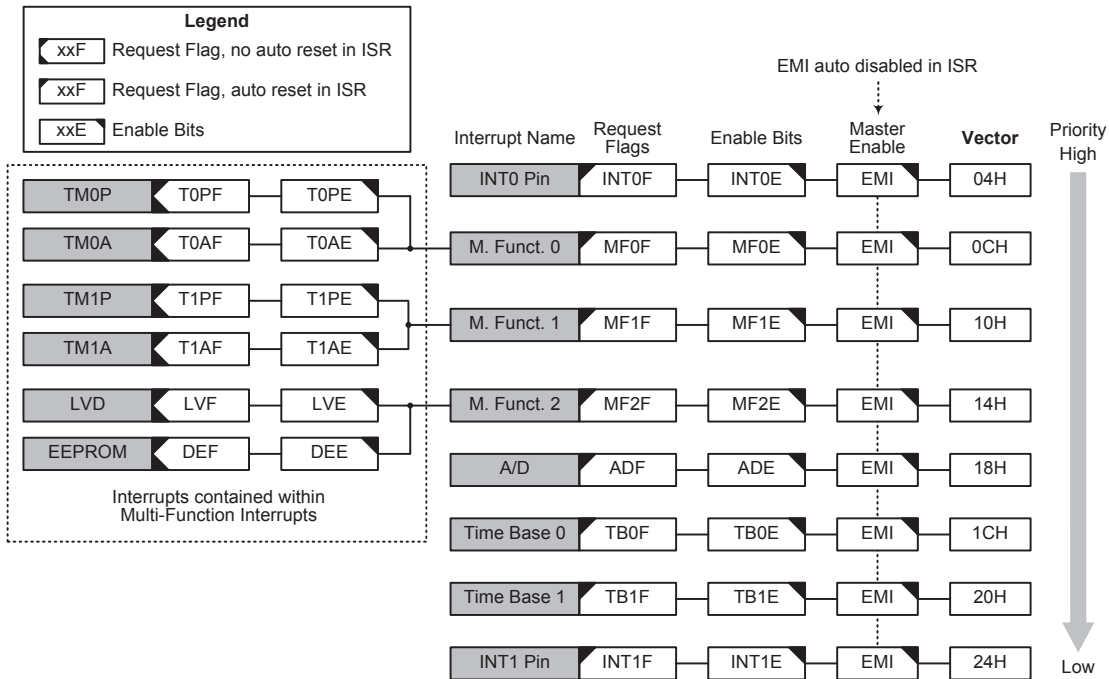 Legend
xxF Request Flag, no auto reset in ISR
xxF Request Flag, auto reset in ISR
xxE Enable Bits
EMI auto disabled in ISR
Interrupt Name Request Flags Enable Bits Master Enable Vector Priority
High
INT0 Pin INT0F INT0E EMI 04H
TM0P T0PF T0PE
TM0A T0AF T0AE M. Funct. 0 MF0F MF0E EMI 0CH
TM1P T1PF T1PE
M. Funct. 1 MF1F MF1E EMI 10H
TM1A T1AF T1AE
LVD LVF LVE M. Funct. 2 MF2F MF2E EMI 14H
EEPROM DEF DEE A/D ADF ADE EMI 18H
Interrupts contained within
Multi-Function Interrupts
Time Base 0 TB0F TB0E EMI 1CH
Time Base 1 TB1F TB1E EMI 20H
INT1 Pin INT1F INT1E EMI 24H Low